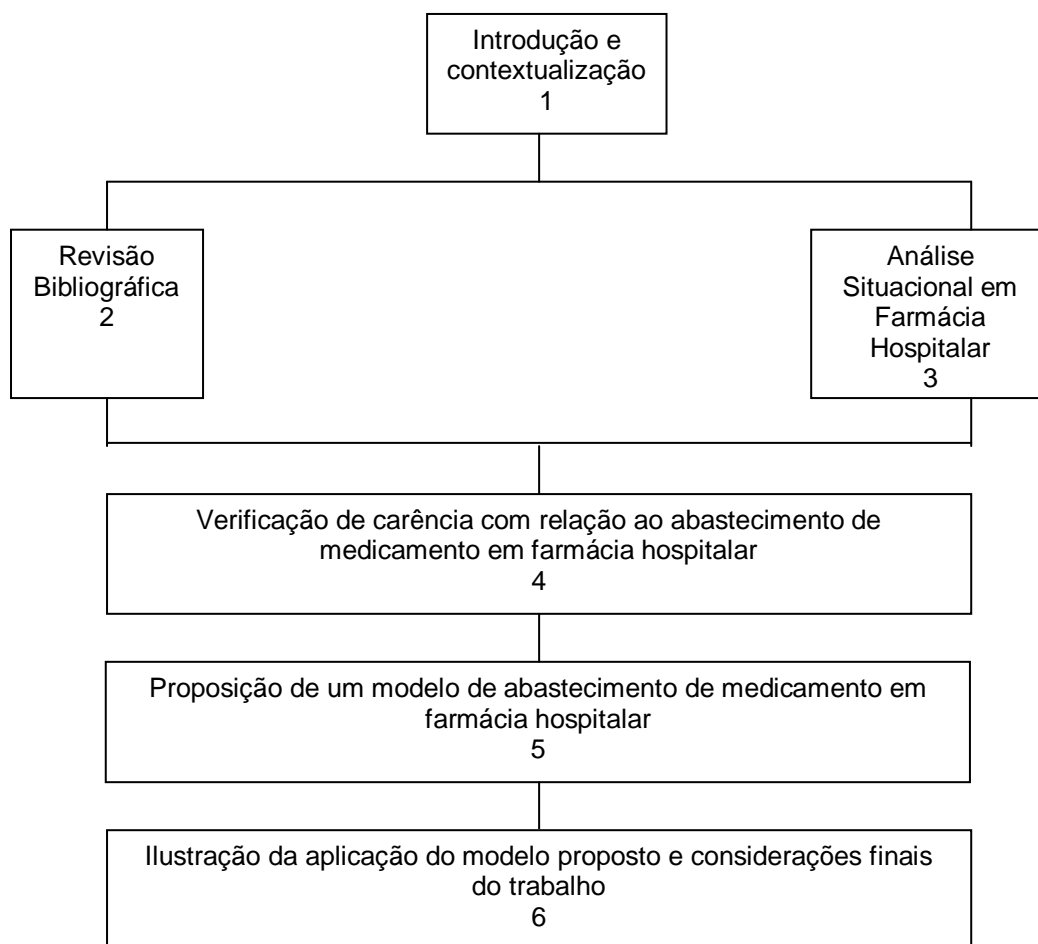 Introdução e
contextualização
1
Revisão
Bibliográfica
2
Análise
Situacional em
Farmácia
Hospitalar
3
Verificação de carência com relação ao abastecimento de
medicamento em farmácia hospitalar
4
Proposição de um modelo de abastecimento de medicamento em
farmácia hospitalar
5
Ilustração da aplicação do modelo proposto e considerações finais
do trabalho
6